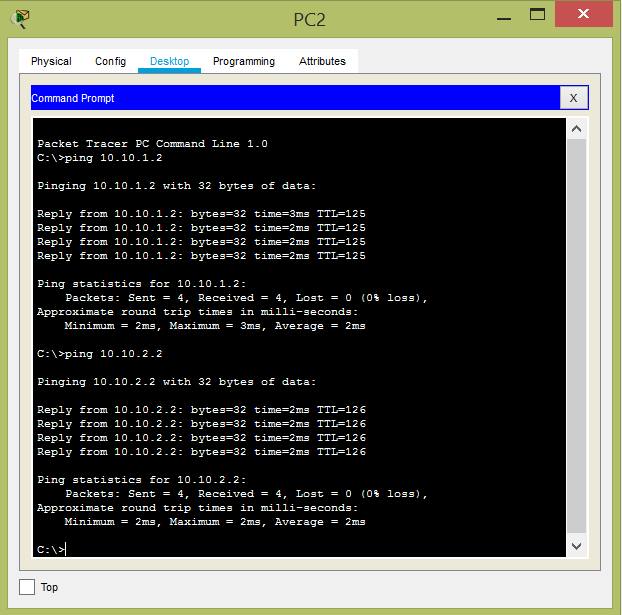 PC2
Physical Config Desktop Programming Attributes
Command Prompt X
Packet Tracer PC Command Line 1.0
C:\>ping 10.10.1.2
Pinging 10.10.1.2 with 32 bytes of data:
Reply from 10.10.1.2: bytes=32 time=3ms TTL=125
Reply from 10.10.1.2: bytes=32 time=2ms TTL=125
Reply from 10.10.1.2: bytes=32 time=2ms TTL=125
Reply from 10.10.1.2: bytes=32 time=2ms TTL=125
Ping statistics for 10.10.1.2:
    Packets: Sent = 4, Received = 4, Lost = 0 (0% loss),
Approximate round trip times in milli-seconds:
    Minimum = 2ms, Maximum = 3ms, Average = 2ms
C:\>ping 10.10.2.2
Pinging 10.10.2.2 with 32 bytes of data:
Reply from 10.10.2.2: bytes=32 time=2ms TTL=126
Reply from 10.10.2.2: bytes=32 time=2ms TTL=126
Reply from 10.10.2.2: bytes=32 time=2ms TTL=126
Reply from 10.10.2.2: bytes=32 time=2ms TTL=126
Ping statistics for 10.10.2.2:
    Packets: Sent = 4, Received = 4, Lost = 0 (0% loss),
Approximate round trip times in milli-seconds:
    Minimum = 2ms, Maximum = 2ms, Average = 2ms
C:\>
Top